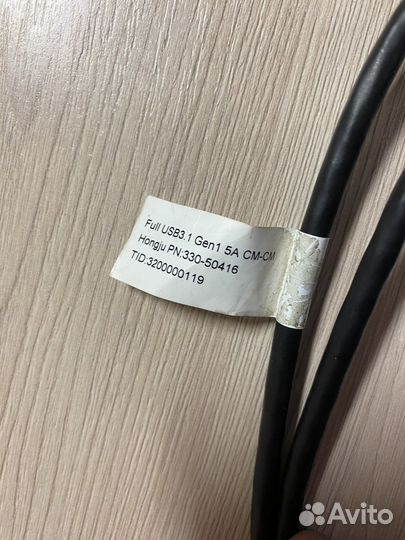 Full USB3.1 Gen1 5A CM-CM
Hongju PN:330-50416
TID:3200000119
Avito